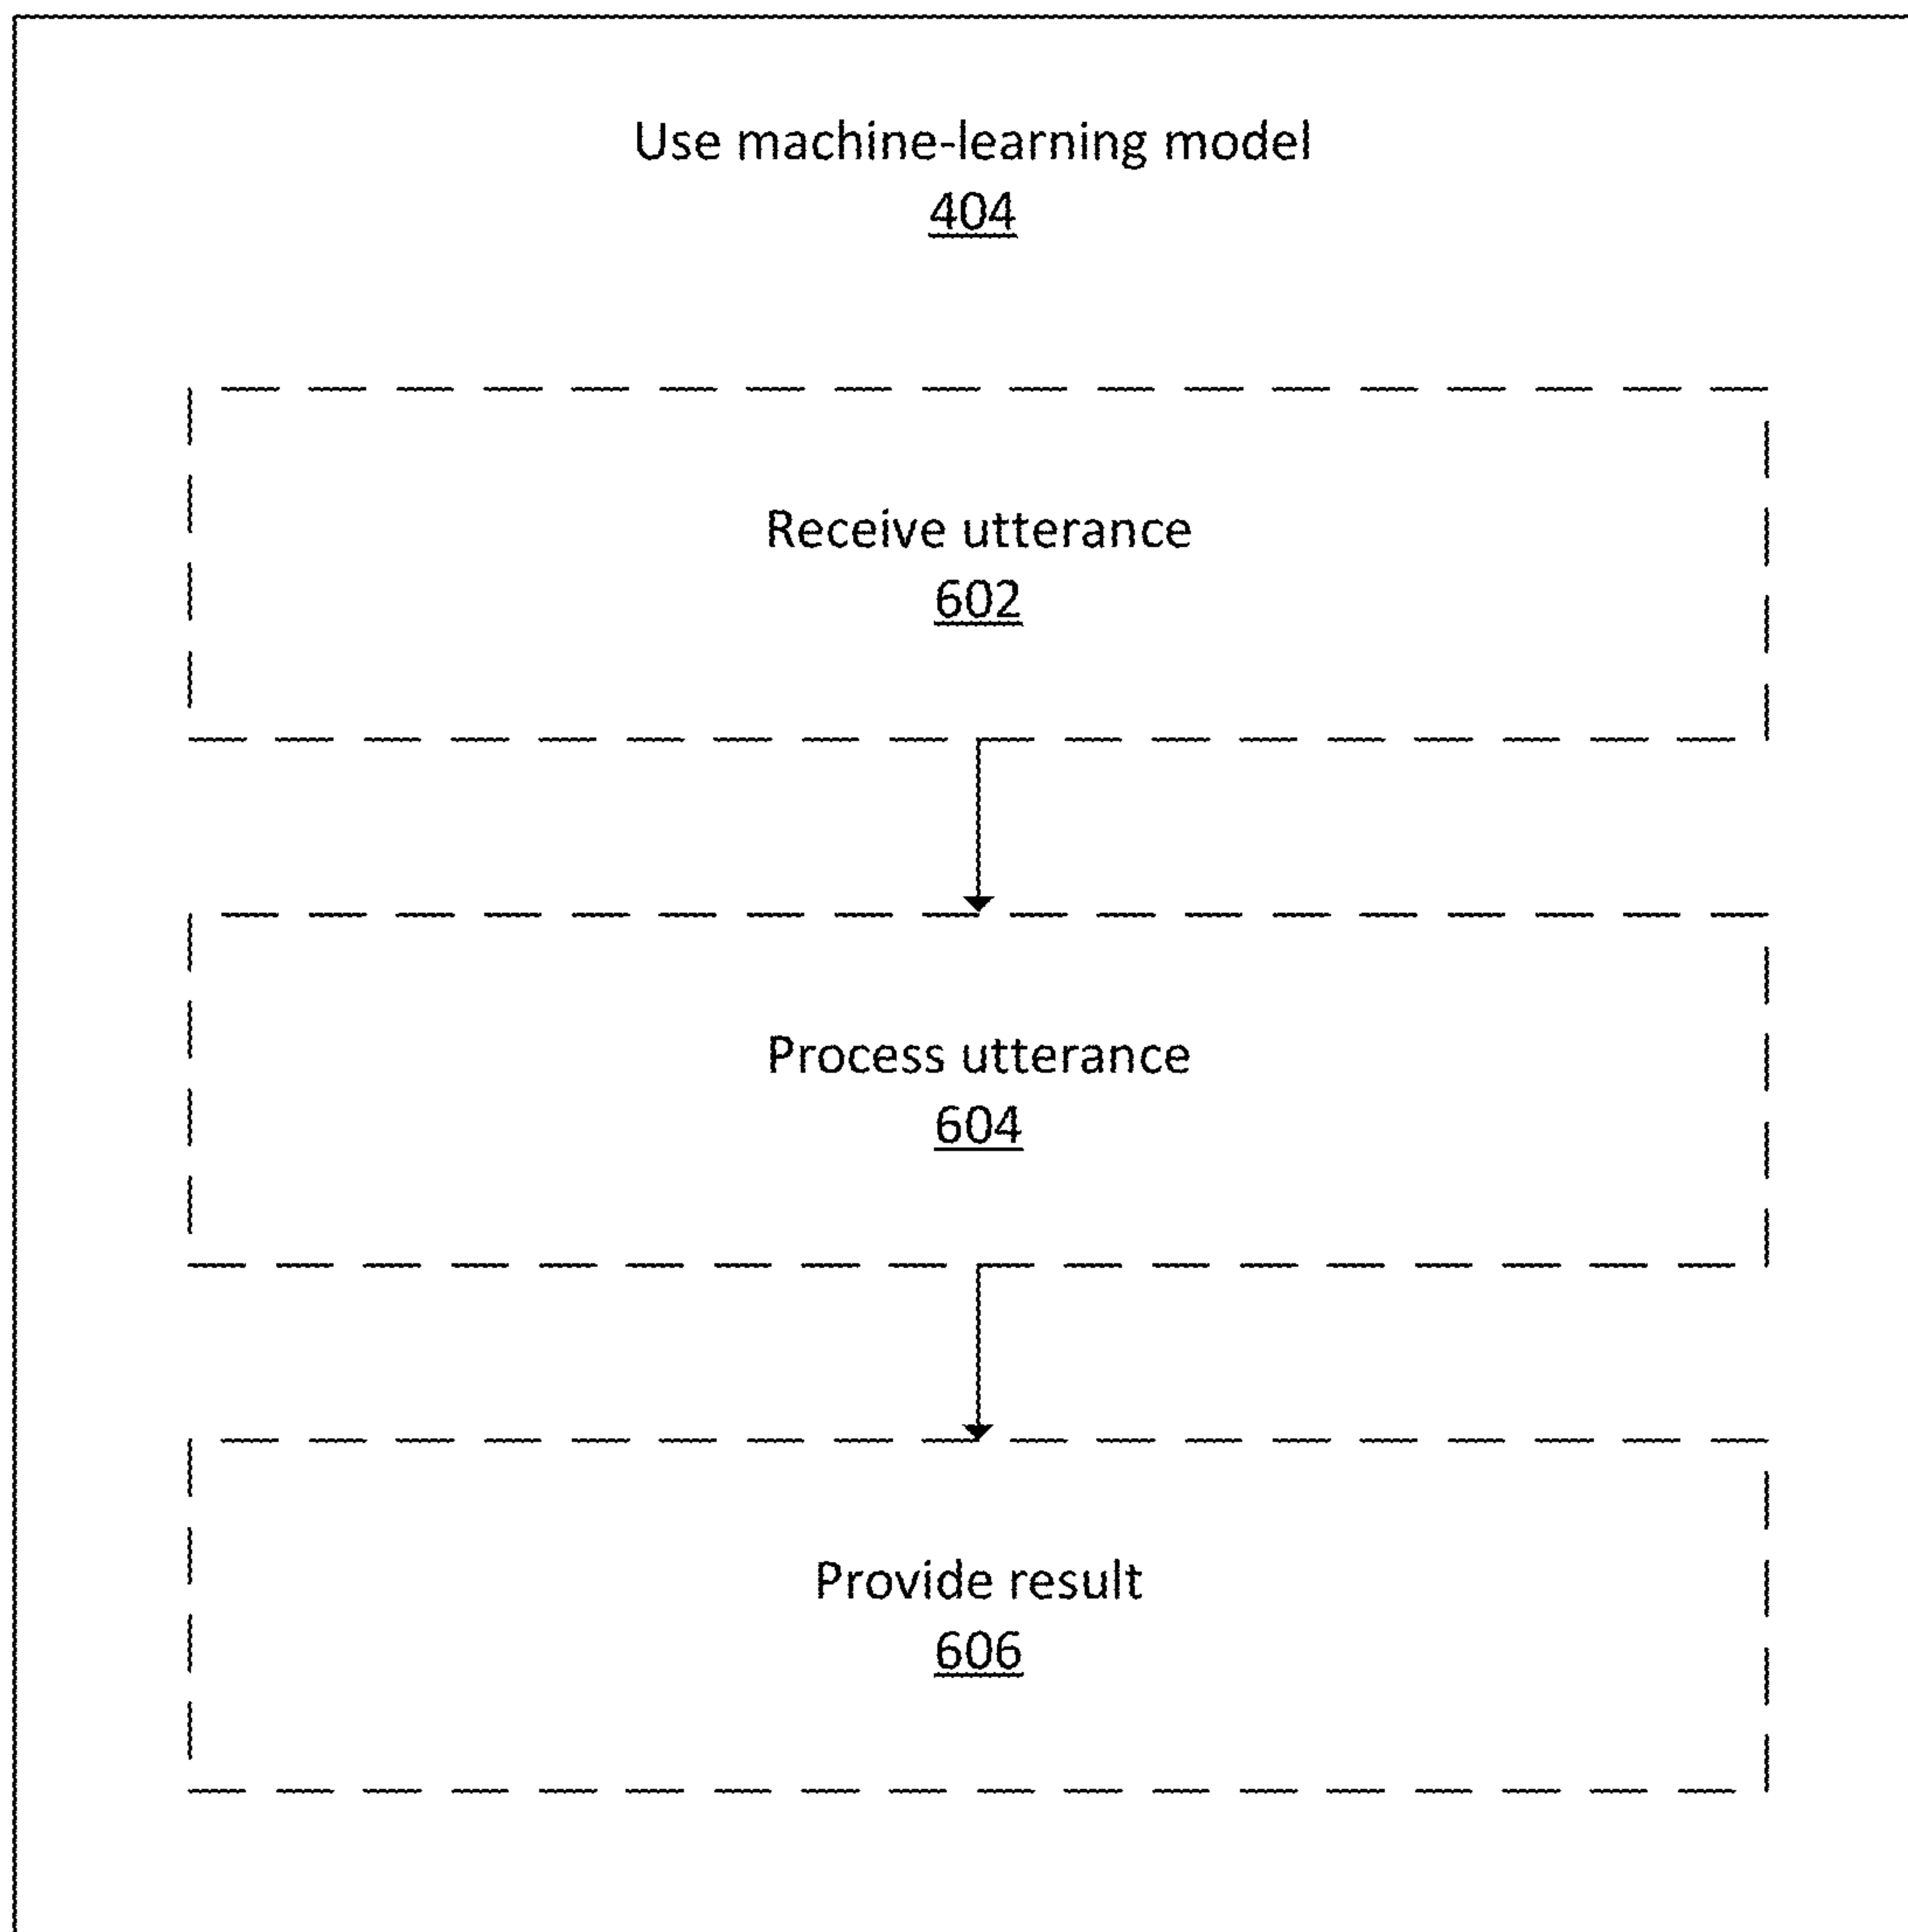 Use machine-learning model
404
Receive utterance
602
Process utterance
604
Provide result
606